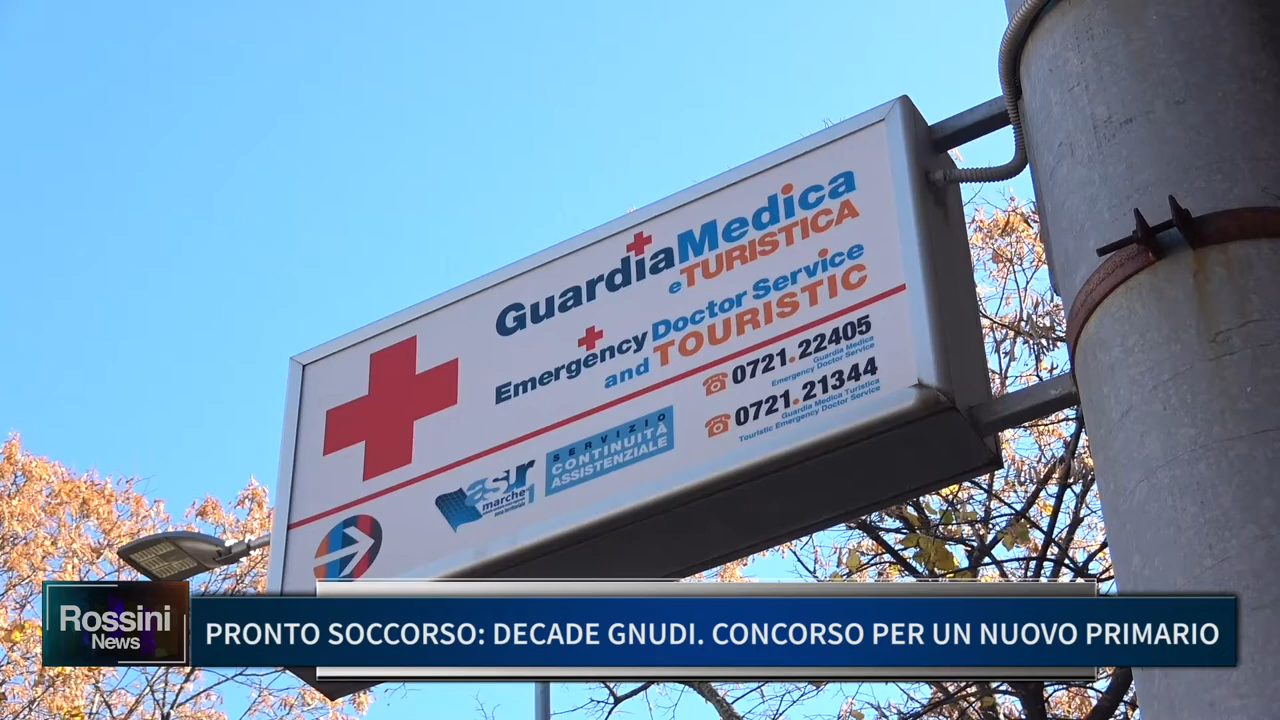 GuardiaMedica
e TURISTICA
Emergency Doctor Service
and TOURISTIC
0721.22405
Guardia Medica
Emergency Doctor Service
0721.21344
Guardia Medica Turistica
Touristic Emergency Doctor Service
SERVIZIO
CONTINUITÀ
ASSISTENZIALE
asur
marche 1
Rossini
News
PRONTO SOCCORSO: DECADE GNUDI. CONCORSO PER UN NUOVO PRIMARIO